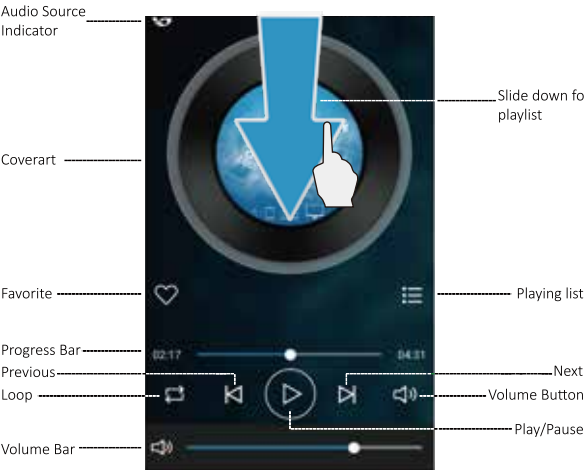 Audio Source
Indicator
Slide down fo
playlist
Coverart
Favorite
Playing list
Progress Bar
02:17
04:31
Previous
Next
Loop
Volume Button
Play/Pause
Volume Bar